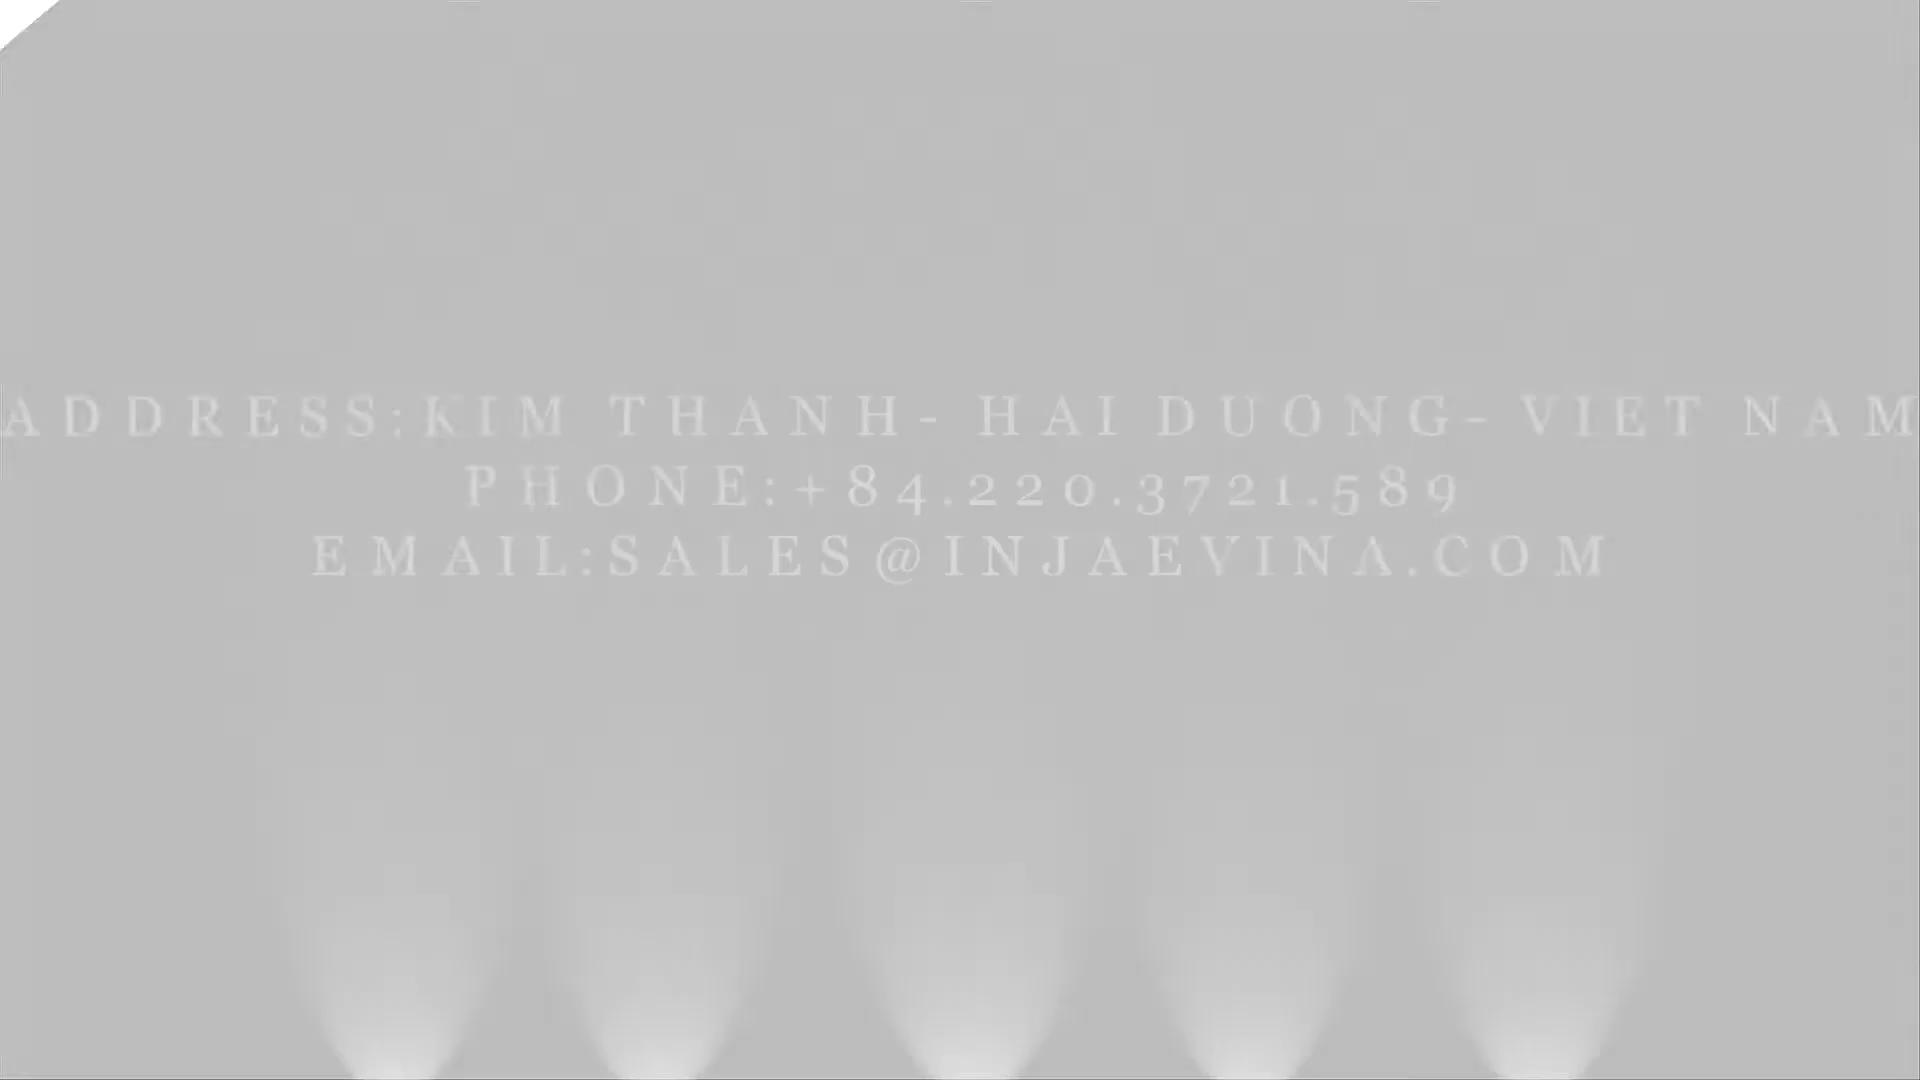 ADDRESS:KIM THANH- HAI DUONG- VIET NAM
PHONE:+84.220.3721.589
EMAIL:SALES@INJAEVINA.COM